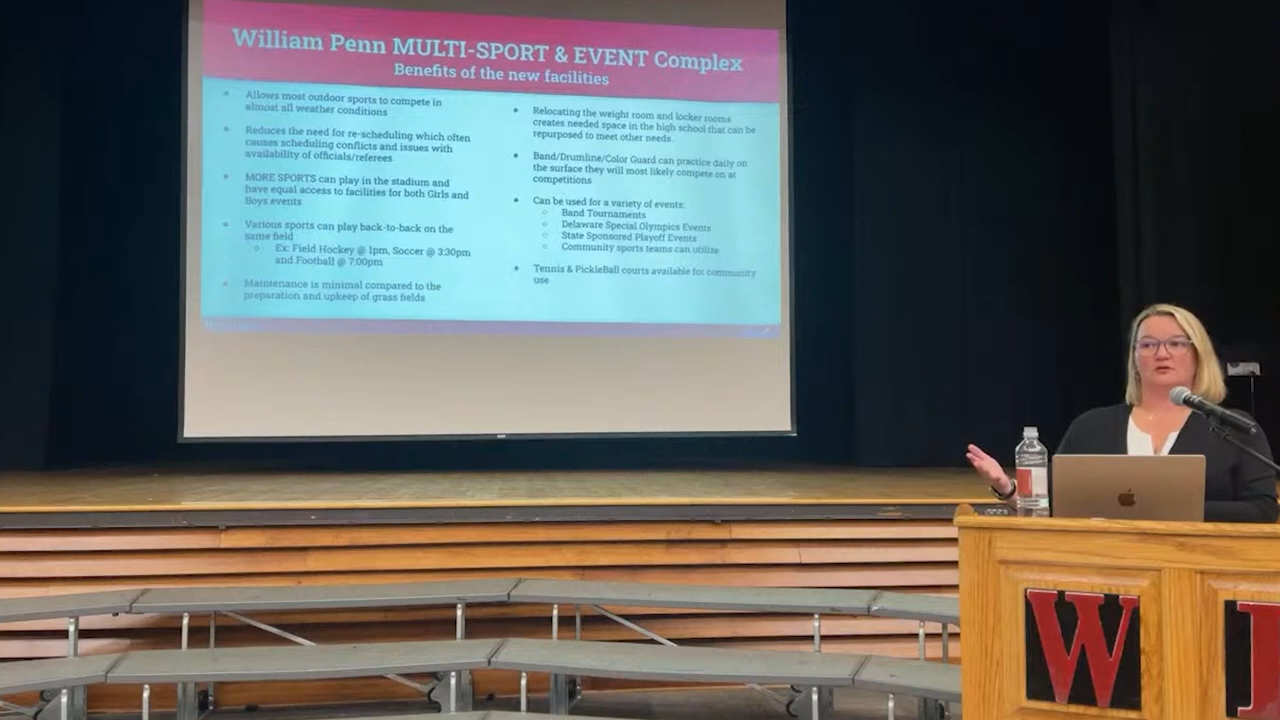 William Penn MULTI-SPORT & EVENT Complex
Benefits of the new facilities
Allows most outdoor sports to compete in
almost all weather conditions
Reduces the need for re-scheduling which often
causes scheduling conflicts and issues with
availability of officials/referees
MORE SPORTS can play in the stadium and
have equal access to facilities for both Girls and
Boys events
Various sports can play back-to-back on the
same field
Ex: Field Hockey @ 1pm, Soccer @ 3:30pm
and Football @ 7:00pm
Maintenance is minimal compared to the
preparation and upkeep of grass fields
Relocating the weight room and locker rooms
creates needed space in the high school that can be
repurposed to meet other needs.
Band/Drumline/Color Guard can practice daily on
the surface they will most likely compete on at
competitions
Can be used for a variety of events:
Band Tournaments
Delaware Special Olympics Events
State Sponsored Playoff Events
Community sports teams can utilize
Tennis & PickleBall courts available for community
use
W